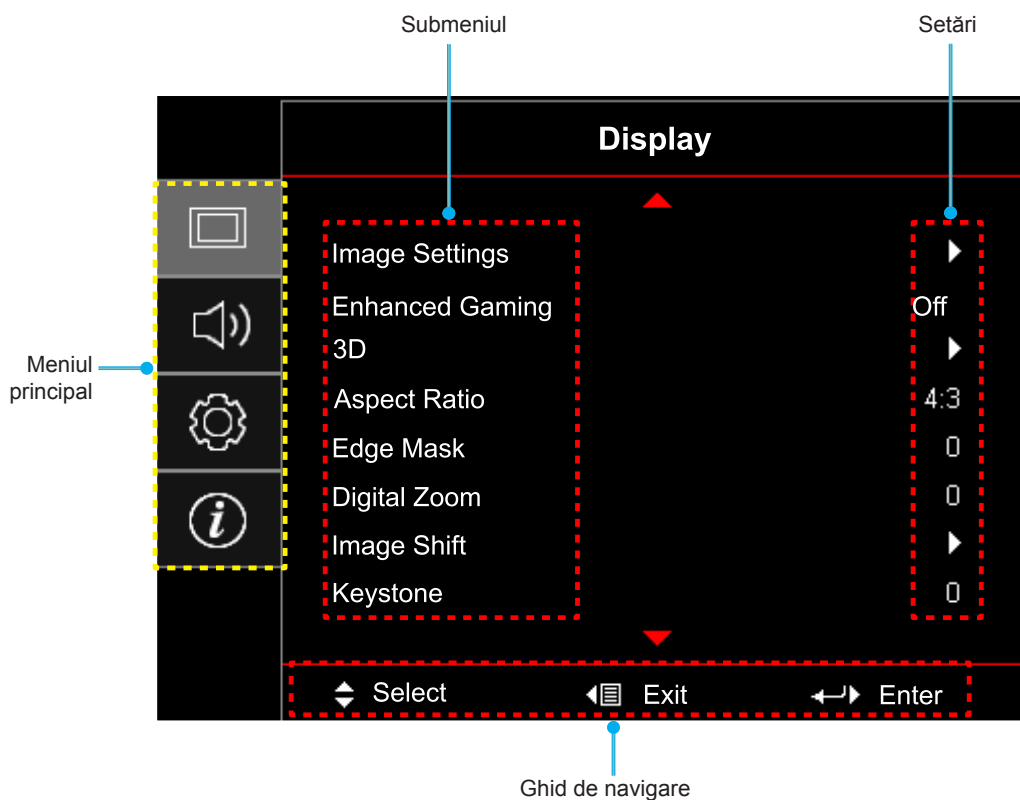 Submeniul
Setări
Display
Image Settings
Enhanced Gaming Off
3D
Aspect Ratio 4:3
Edge Mask 0
Digital Zoom 0
Image Shift
Keystone 0
Meniul
principal
Select Exit Enter
Ghid de navigare